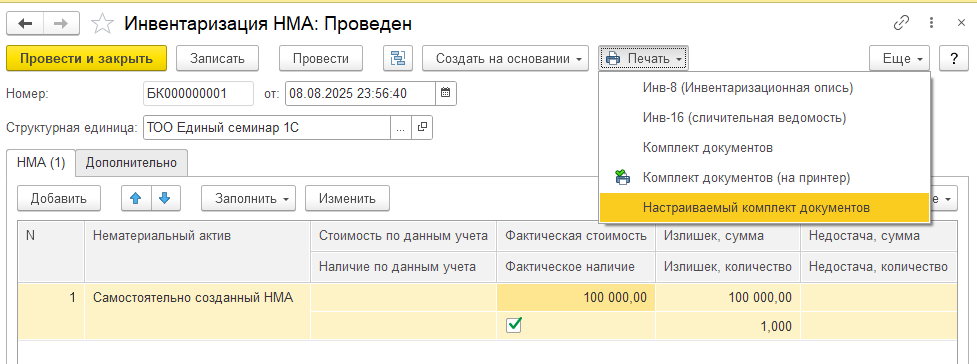 Инвентаризация НМА: Проведен
Провести и закрыть Записать Провести Создать на основании Печать Еще ?
Номер: БК000000001 от: 08.08.2025 23:56:40
Структурная единица: ТОО Единый семинар 1С ...
Инв-8 (Инвентаризационная опись)
Инв-16 (сличительная ведомость)
Комплект документов
Комплект документов (на принтер)
Настраиваемый комплект документов
НМА (1) Дополнительно
Добавить Заполнить Изменить е
N Нематериальный актив Стоимость по данным учета Фактическая стоимость Излишек, сумма Недостача, сумма
Наличие по данным учета Фактическое наличие Излишек, количество Недостача, количество
1 Самостоятельно созданный НМА 100 000,00 100 000,00
1,000